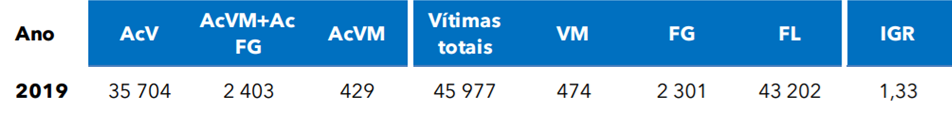 Ano AcV AcVM+Ac FG AcVM Vítimas totais VM FG FL IGR
2019 35 704 2 403 429 45 977 474 2 301 43 202 1,33